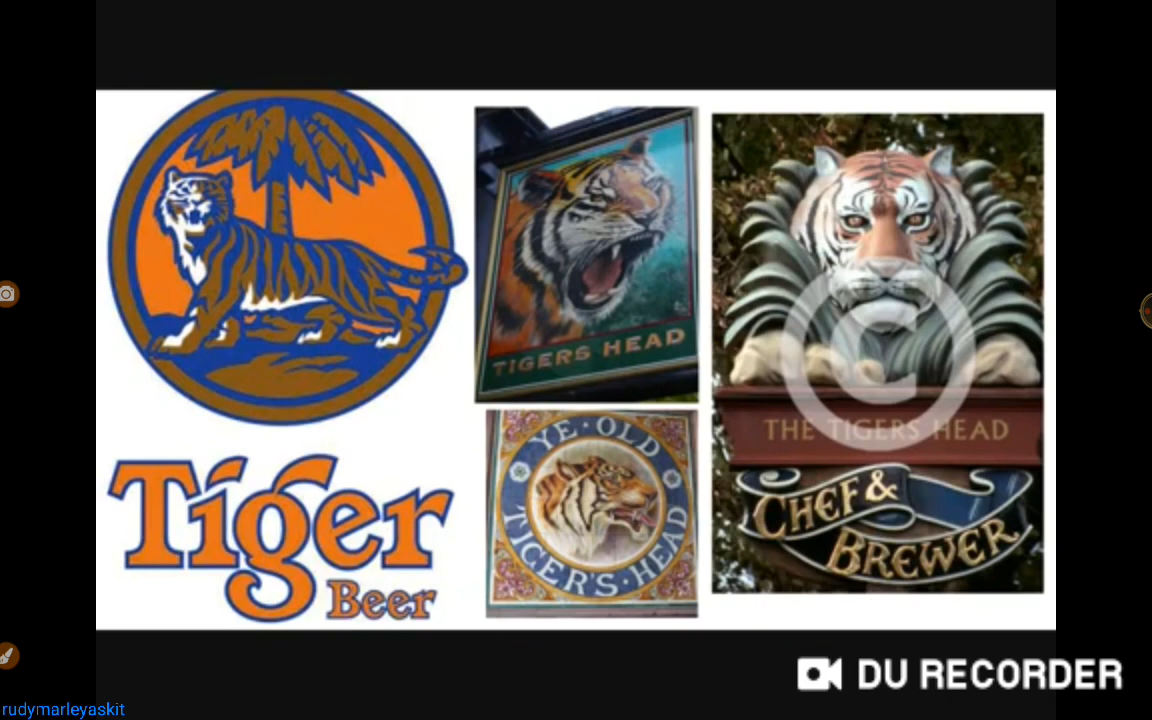 Tiger
Beer
TIGERS HEAD
YE · OLD
TIGER'S · HEAD
THE TIGERS HEAD
CHEF &
BREWER
DU RECORDER
rudymarleyaskit